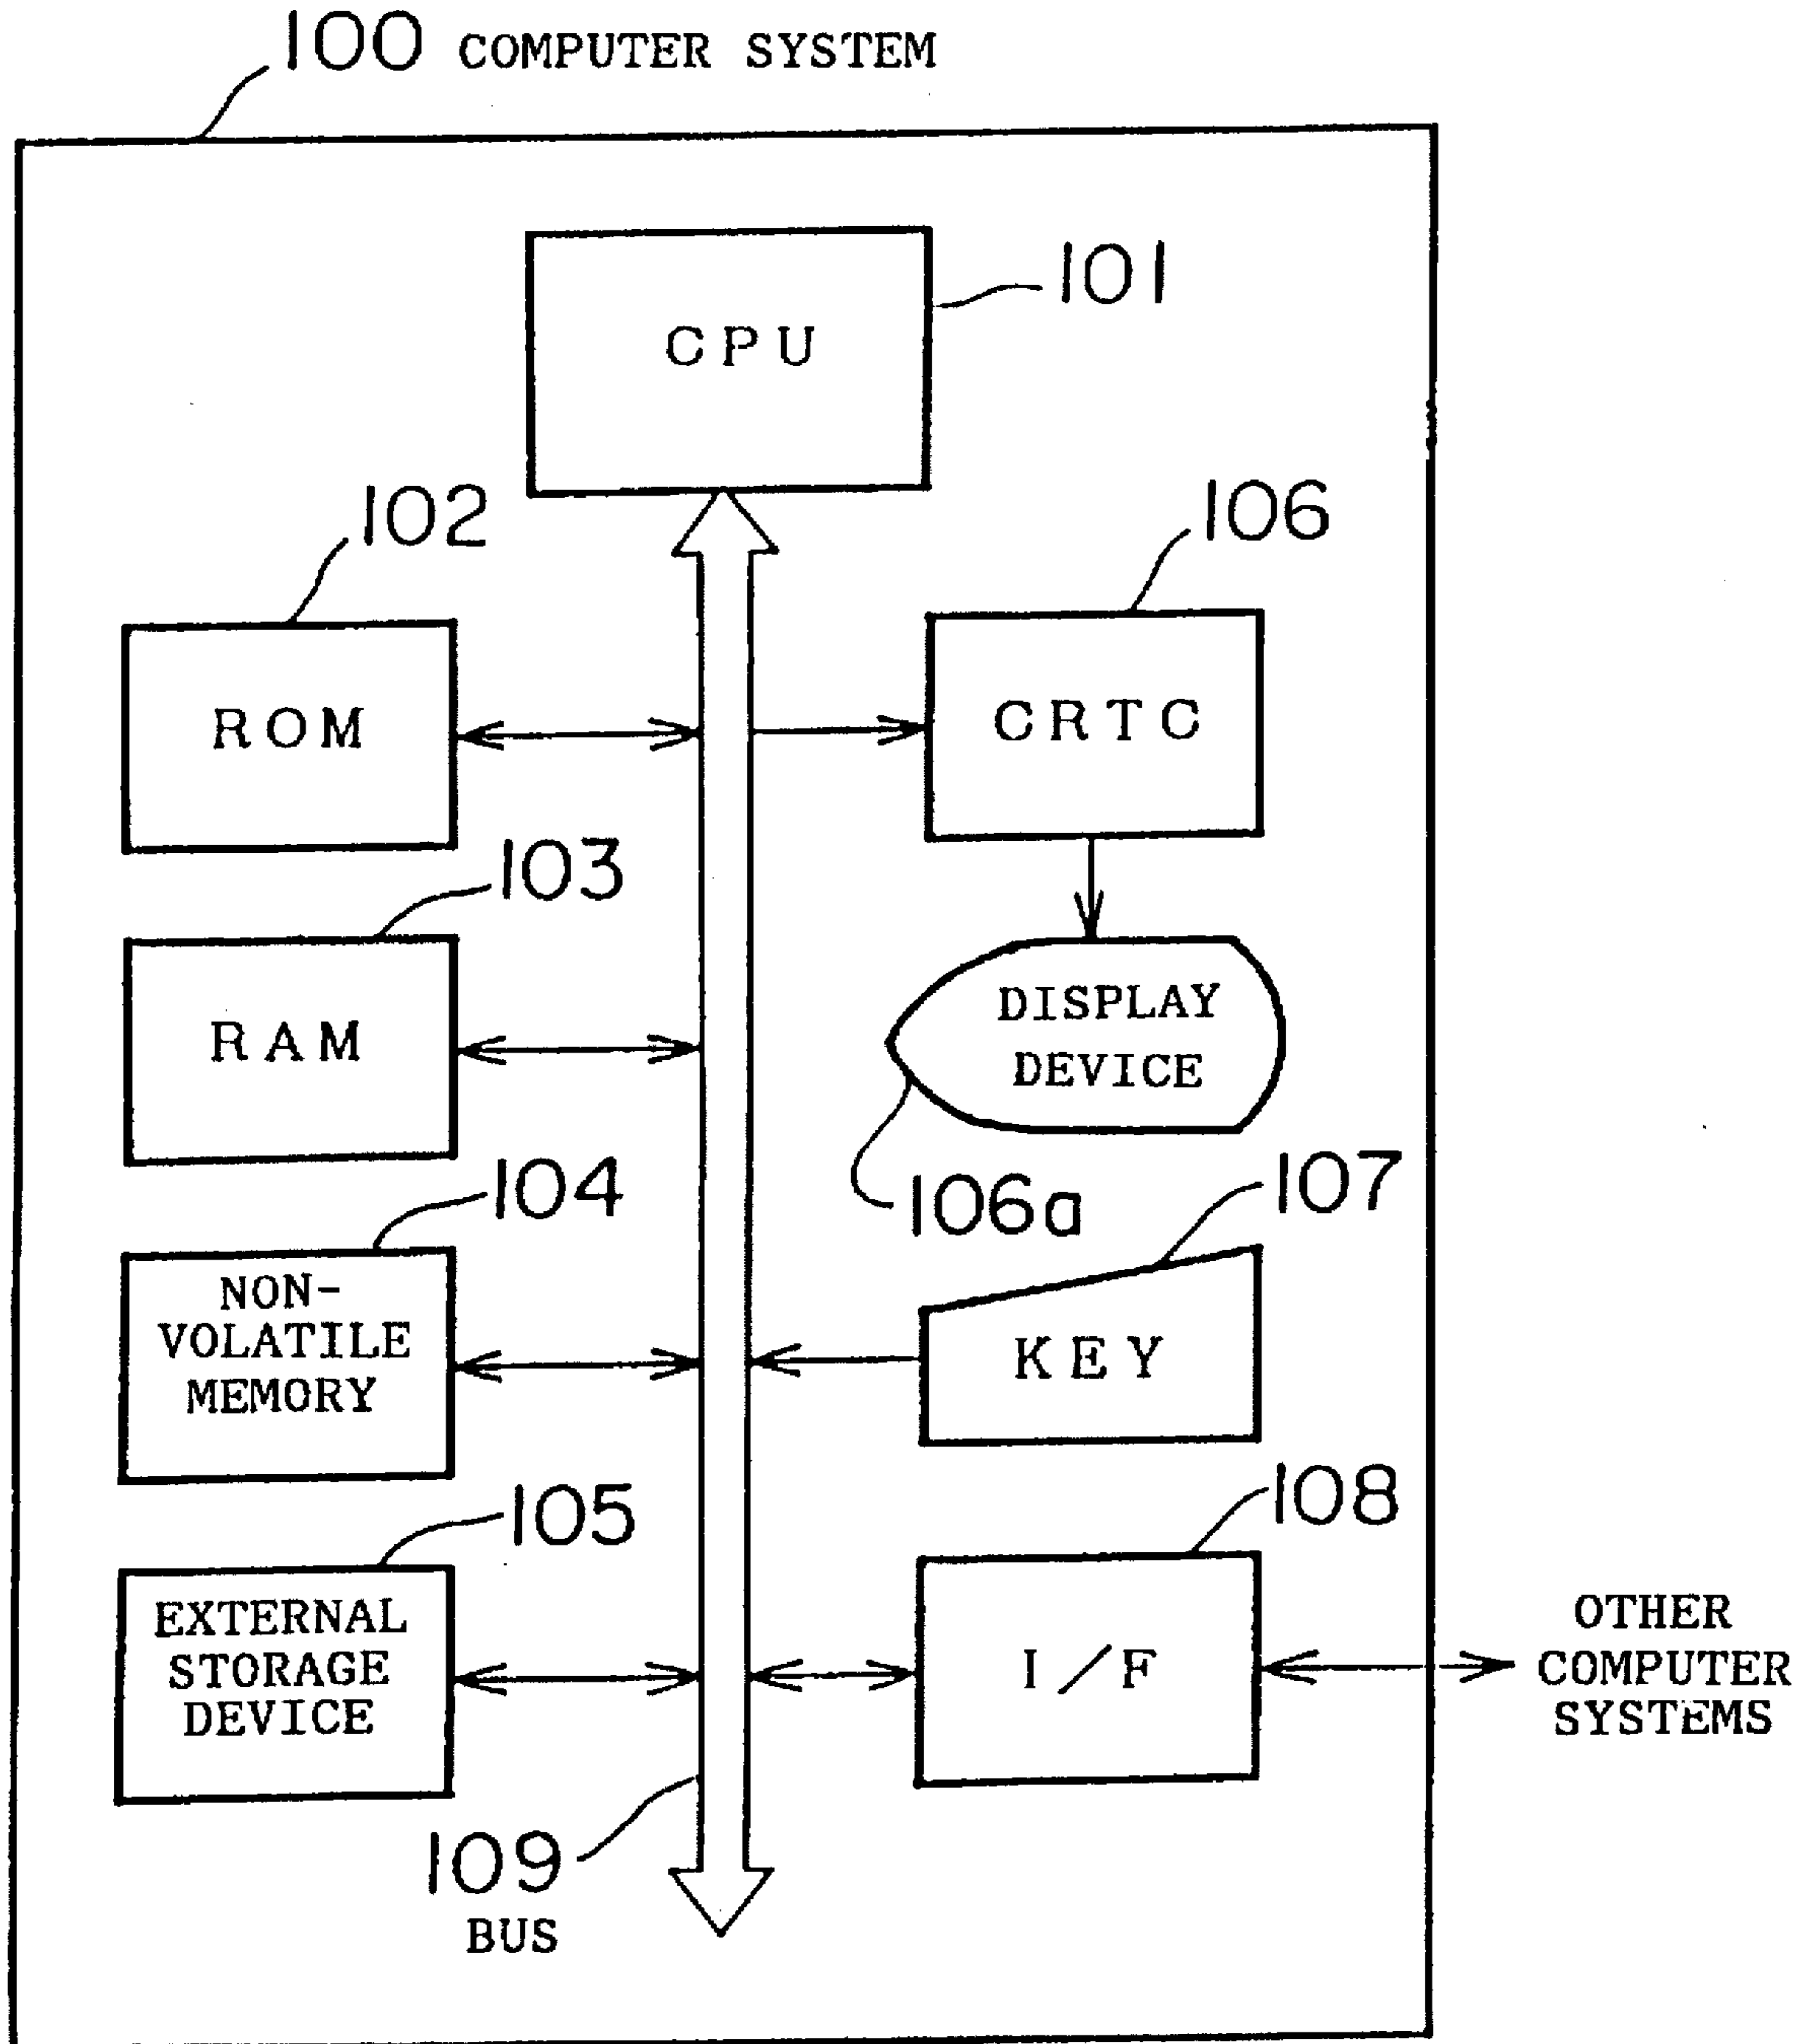 100 COMPUTER SYSTEM
101
CPU
102
106
ROM
CRTC
103
RAM
DISPLAY
DEVICE
106a
104
107
NON-
VOLATILE
MEMORY
KEY
105
108
EXTERNAL
STORAGE
DEVICE
I/F
OTHER
COMPUTER
SYSTEMS
109
BUS